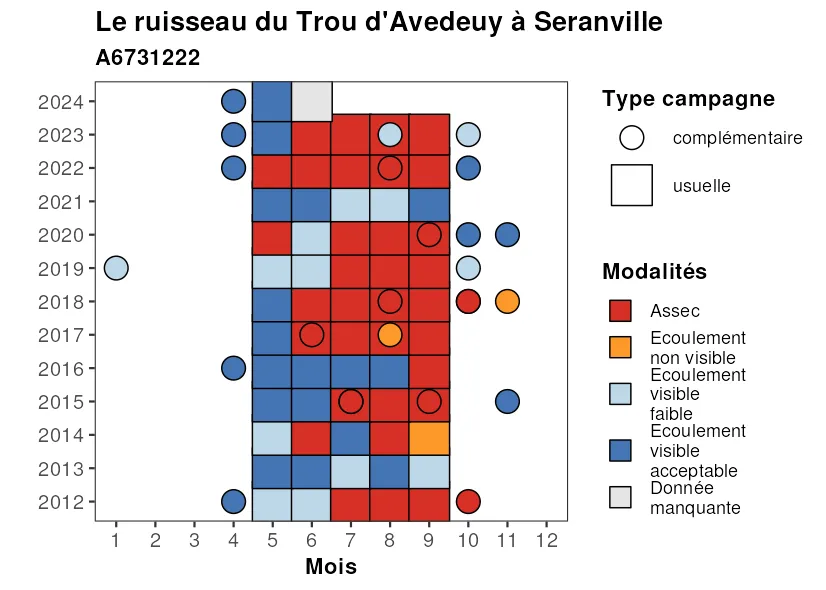 Le ruisseau du Trou d'Avedeuy à Seranville
A6731222
2024
2023
2022
2021
2020
2019
2018
2017
2016
2015
2014
2013
2012
1 2 3 4 5 6 7 8 9 10 11 12
Mois
Type campagne
complémentaire
usuelle
Modalités
Assec
Ecoulement
non visible
Ecoulement
visible
faible
Ecoulement
visible
acceptable
Donnée
manquante